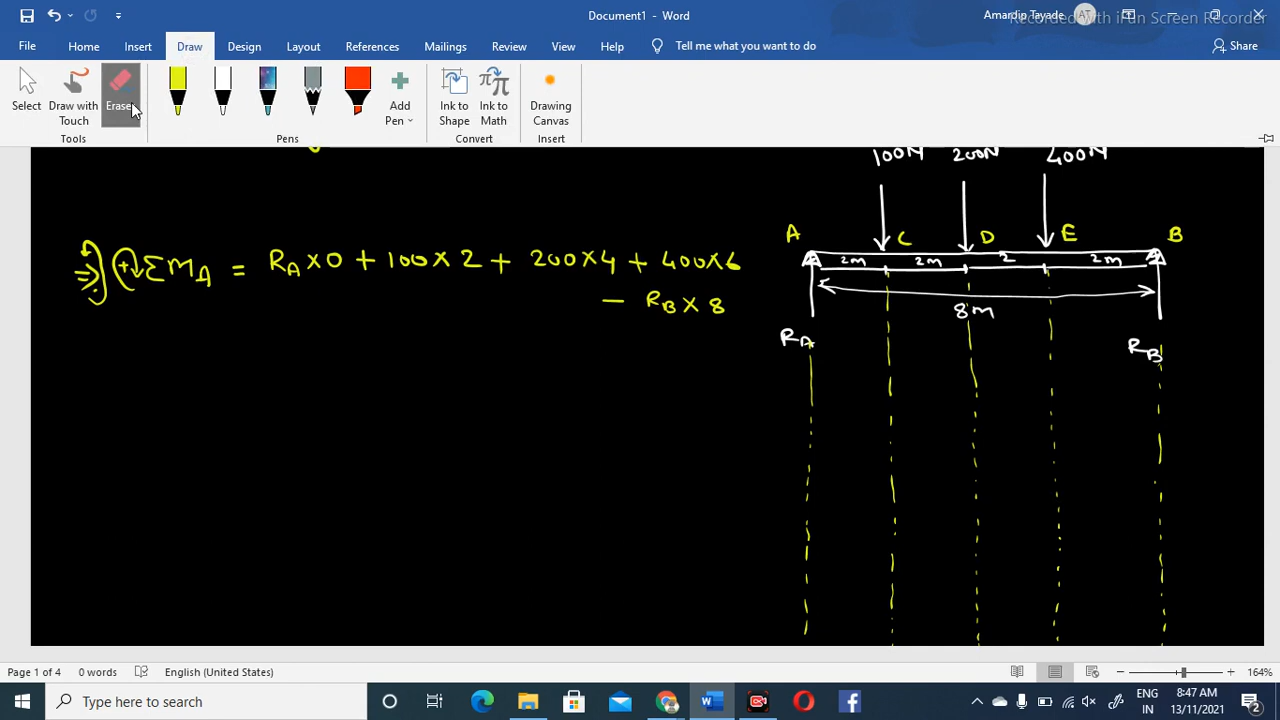 Document1 - Word
Amardip Tayade
AT
Recorded with iFun Screen Recorder
File
Home
Insert
Draw
Design
Layout
References
Mailings
Review
View
Help
Tell me what you want to do
Share
Select
Draw with
Touch
Eraser
Add
Pen
Ink to
Shape
Ink to
Math
Drawing
Canvas
Tools
Pens
Convert
Insert
100N 200N 400N
A C D E B
ΣMA = RA×0 + 100×2 + 200×4 + 400×6
− RB×8
2m 2m 2 2m
8m
RA
RB
Page 1 of 4
0 words
English (United States)
164%
Type here to search
ENG
IN
8:47 AM
13/11/2021
2